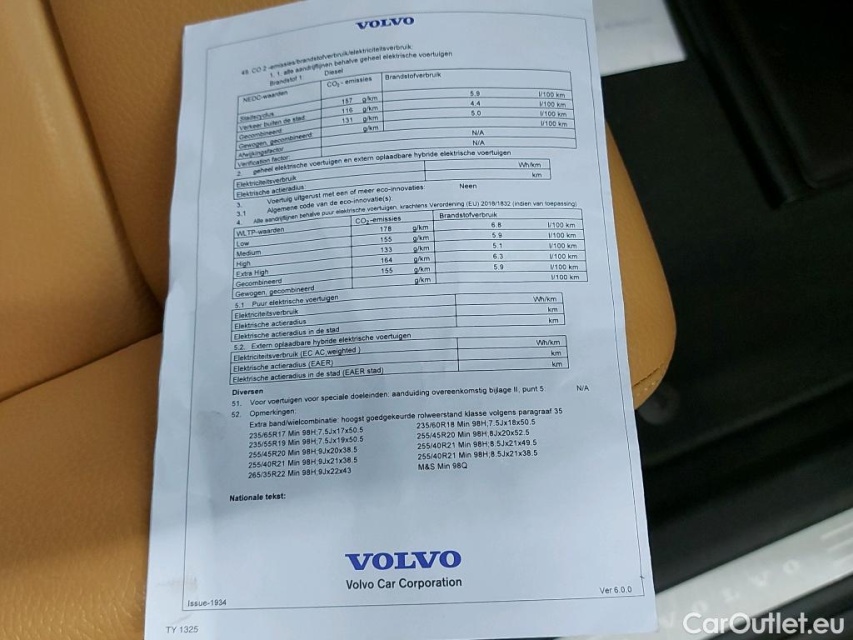 VOLVO
49. CO 2 -emissies/brandstofverbruik/elektriciteitsverbruik:
1. 1. alle aandrijflijnen behalve geheel elektrische voertuigen
Brandstof 1: Diesel
NEDC-waarden CO2 - emissies Brandstofverbruik
Stadscyclus 157 g/km 5.9 l/100 km
Verkeer buiten de stad 116 g/km 4.4 l/100 km
Gecombineerd 131 g/km 5.0 l/100 km
Gewogen, gecombineerd g/km l/100 km
Afwijkingsfactor N/A
Verification factor N/A
2. geheel elektrische voertuigen en extern oplaadbare hybride elektrische voertuigen
Elektriciteitsverbruik Wh/km
Elektrische actieradius km
3. Voertuig uitgerust met een of meer eco-innovaties: Neen
3.1 Algemene code van de eco-innovatie(s):
4. Alle aandrijflijnen behalve puur elektrische voertuigen, krachtens Verordening (EU) 2018/1832 (indien van toepassing)
WLTP-waarden CO2-emissies Brandstofverbruik
Low 178 g/km 6.8 l/100 km
Medium 155 g/km 5.9 l/100 km
High 133 g/km 5.1 l/100 km
Extra High 164 g/km 6.3 l/100 km
Gecombineerd 155 g/km 5.9 l/100 km
Gewogen, gecombineerd g/km l/100 km
5.1 Puur elektrische voertuigen
Elektriciteitsverbruik Wh/km
Elektrische actieradius km
Elektrische actieradius in de stad km
5.2. Extern oplaadbare hybride elektrische voertuigen
Elektriciteitsverbruik (EC AC,weighted ) Wh/km
Elektrische actieradius (EAER) km
Elektrische actieradius in de stad (EAER stad) km
Diversen
51. Voor voertuigen voor speciale doeleinden: aanduiding overeenkomstig bijlage II, punt 5: N/A
52. Opmerkingen:
Extra band/wielcombinatie: hoogst goedgekeurde rolweerstand klasse volgens paragraaf 35
235/65R17 Min 98H;7.5Jx17x50.5 235/60R18 Min 98H;7.5Jx18x50.5
235/55R19 Min 98H;7.5Jx19x50.5 255/45R20 Min 98H;8Jx20x52.5
255/45R20 Min 98H;9Jx20x38.5 255/40R21 Min 98H;8.5Jx21x49.5
255/40R21 Min 98H;9Jx21x38.5 255/40R21 Min 98H;8.5Jx21x38.5
265/35R22 Min 98H;9Jx22x43 M&S Min 98Q
Nationale tekst:
VOLVO
Volvo Car Corporation
Issue-1934 Ver 6.0.0
TY 1325
VOLVO
CarOutlet.eu